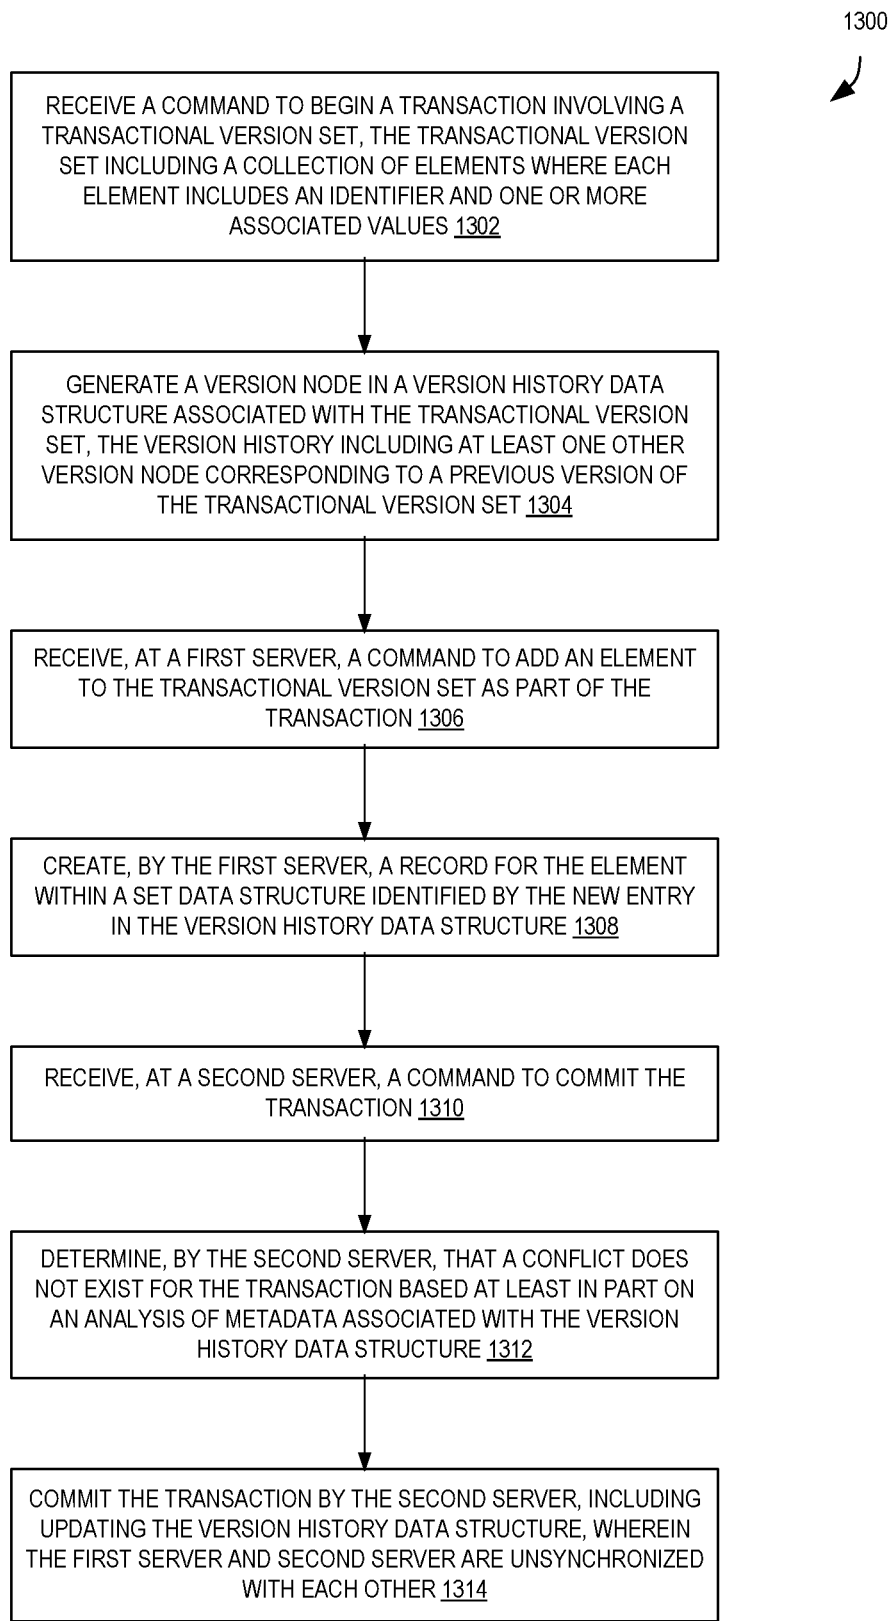 1300
RECEIVE A COMMAND TO BEGIN A TRANSACTION INVOLVING A
TRANSACTIONAL VERSION SET, THE TRANSACTIONAL VERSION
SET INCLUDING A COLLECTION OF ELEMENTS WHERE EACH
ELEMENT INCLUDES AN IDENTIFIER AND ONE OR MORE
ASSOCIATED VALUES 1302
GENERATE A VERSION NODE IN A VERSION HISTORY DATA
STRUCTURE ASSOCIATED WITH THE TRANSACTIONAL VERSION
SET, THE VERSION HISTORY INCLUDING AT LEAST ONE OTHER
VERSION NODE CORRESPONDING TO A PREVIOUS VERSION OF
THE TRANSACTIONAL VERSION SET 1304
RECEIVE, AT A FIRST SERVER, A COMMAND TO ADD AN ELEMENT
TO THE TRANSACTIONAL VERSION SET AS PART OF THE
TRANSACTION 1306
CREATE, BY THE FIRST SERVER, A RECORD FOR THE ELEMENT
WITHIN A SET DATA STRUCTURE IDENTIFIED BY THE NEW ENTRY
IN THE VERSION HISTORY DATA STRUCTURE 1308
RECEIVE, AT A SECOND SERVER, A COMMAND TO COMMIT THE
TRANSACTION 1310
DETERMINE, BY THE SECOND SERVER, THAT A CONFLICT DOES
NOT EXIST FOR THE TRANSACTION BASED AT LEAST IN PART ON
AN ANALYSIS OF METADATA ASSOCIATED WITH THE VERSION
HISTORY DATA STRUCTURE 1312
COMMIT THE TRANSACTION BY THE SECOND SERVER, INCLUDING
UPDATING THE VERSION HISTORY DATA STRUCTURE, WHEREIN
THE FIRST SERVER AND SECOND SERVER ARE UNSYNCHRONIZED
WITH EACH OTHER 1314